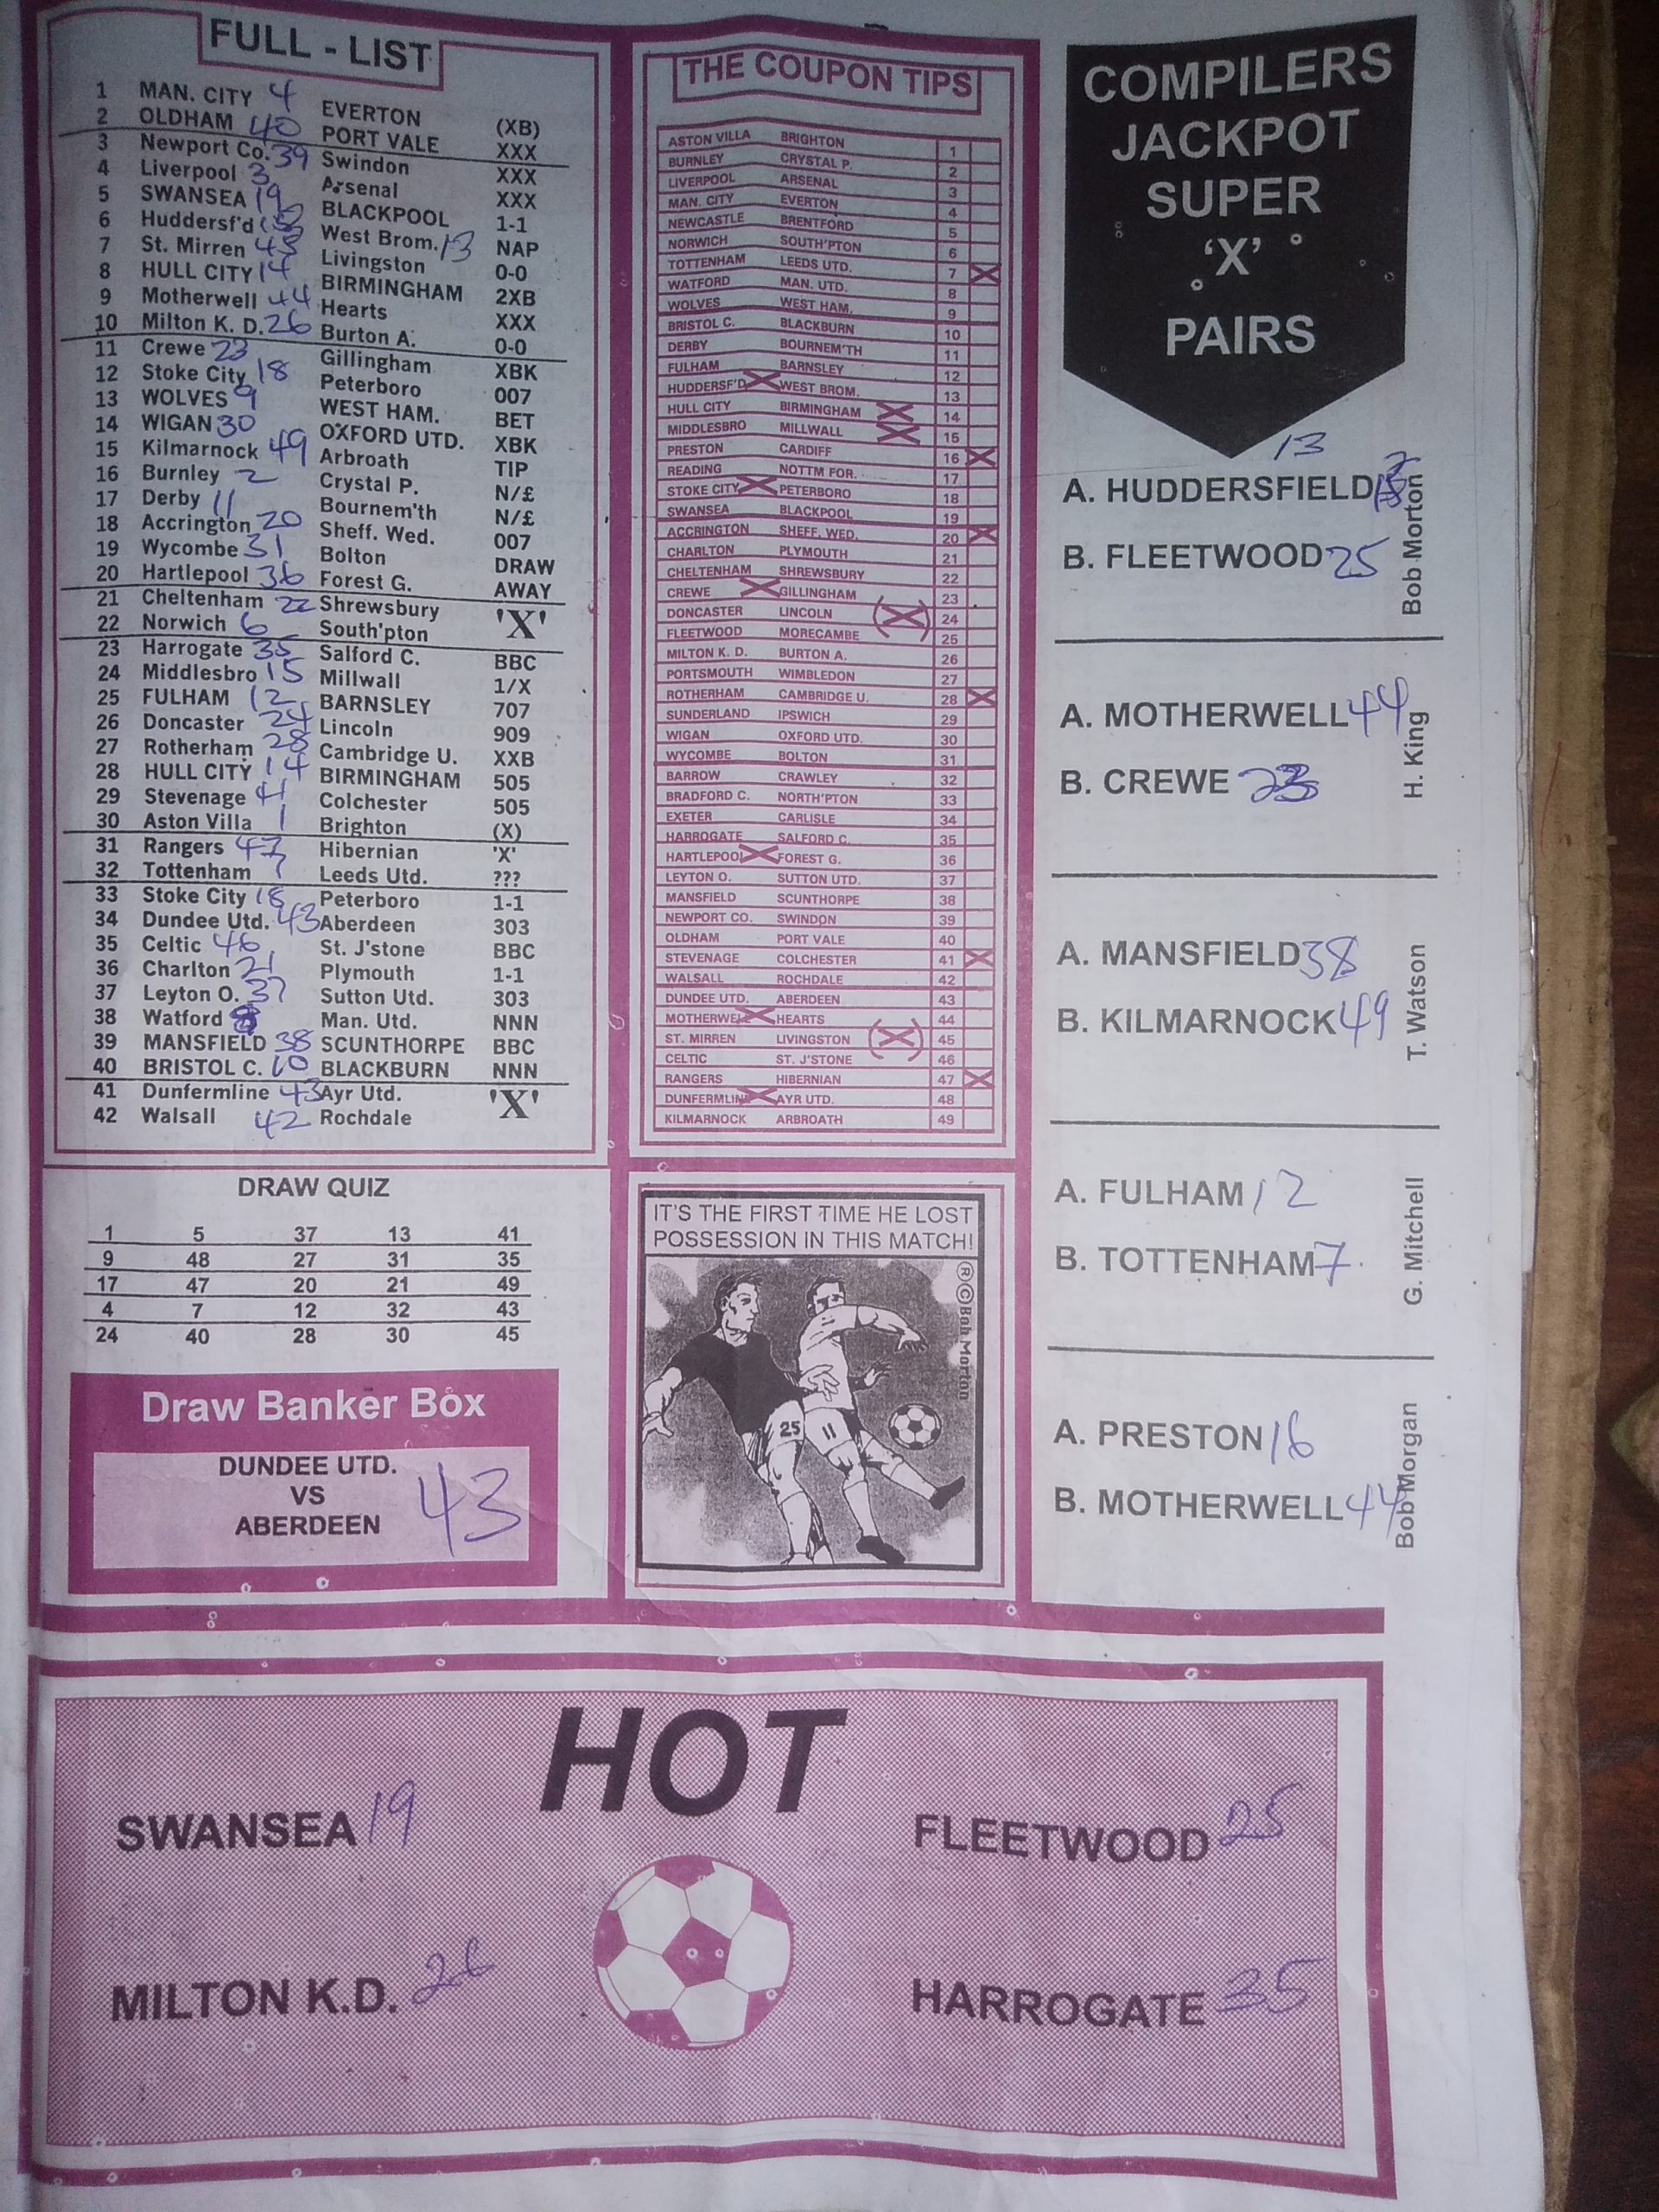 FULL - LIST
1 MAN. CITY 4 EVERTON (XB)
2 OLDHAM 40 PORT VALE XXX
3 Newport Co. 39 Swindon XXX
4 Liverpool 3 Arsenal XXX
5 SWANSEA 19 BLACKPOOL 1-1
6 Huddersf'd West Brom. 13 NAP
7 St. Mirren 45 Livingston 0-0
8 HULL CITY 14 BIRMINGHAM 2XB
9 Motherwell 44 Hearts XXX
10 Milton K. D. 26 Burton A. 0-0
11 Crewe 23 Gillingham XBK
12 Stoke City 18 Peterboro 007
13 WOLVES 9 WEST HAM. BET
14 WIGAN 30 OXFORD UTD. XBK
15 Kilmarnock 49 Arbroath TIP
16 Burnley 2 Crystal P. N/£
17 Derby 11 Bournem'th N/£
18 Accrington 20 Sheff. Wed. 007
19 Wycombe 31 Bolton DRAW
20 Hartlepool 36 Forest G. AWAY
21 Cheltenham 22 Shrewsbury 'X'
22 Norwich 6 South'pton
23 Harrogate 35 Salford C. BBC
24 Middlesbro 15 Millwall 1/X
25 FULHAM 12 BARNSLEY 707
26 Doncaster 24 Lincoln 909
27 Rotherham 28 Cambridge U. XXB
28 HULL CITY 14 BIRMINGHAM 505
29 Stevenage 41 Colchester 505
30 Aston Villa 1 Brighton (X)
31 Rangers 47 Hibernian 'X'
32 Tottenham 7 Leeds Utd. ???
33 Stoke City 18 Peterboro 1-1
34 Dundee Utd. 43 Aberdeen 303
35 Celtic 46 St. J'stone BBC
36 Charlton 21 Plymouth 1-1
37 Leyton O. 37 Sutton Utd. 303
38 Watford 8 Man. Utd. NNN
39 MANSFIELD 38 SCUNTHORPE BBC
40 BRISTOL C. 10 BLACKBURN NNN
41 Dunfermline 43 Ayr Utd. 'X'
42 Walsall 42 Rochdale
DRAW QUIZ
1 5 37 13 41
9 48 27 31 35
17 47 20 21 49
4 7 12 32 43
24 40 28 30 45
Draw Banker Box
DUNDEE UTD.
VS
ABERDEEN
43
THE COUPON TIPS
ASTON VILLA BRIGHTON 1
BURNLEY CRYSTAL P. 2
LIVERPOOL ARSENAL 3
MAN. CITY EVERTON 4
NEWCASTLE BRENTFORD 5
NORWICH SOUTH'PTON 6
TOTTENHAM LEEDS UTD. 7 X
WATFORD MAN. UTD. 8
WOLVES WEST HAM. 9
BRISTOL C. BLACKBURN 10
DERBY BOURNEM'TH 11
FULHAM BARNSLEY 12
HUDDERSF'D X WEST BROM. 13
HULL CITY BIRMINGHAM X 14
MIDDLESBRO MILLWALL X 15
PRESTON CARDIFF 16 X
READING NOTTM FOR. 17
STOKE CITY X PETERBORO 18
SWANSEA BLACKPOOL 19
ACCRINGTON SHEFF. WED. 20 X
CHARLTON PLYMOUTH 21
CHELTENHAM SHREWSBURY 22
CREWE X GILLINGHAM 23
DONCASTER LINCOLN (X) 24
FLEETWOOD MORECAMBE 25
MILTON K. D. BURTON A. 26
PORTSMOUTH WIMBLEDON 27
ROTHERHAM CAMBRIDGE U. 28 X
SUNDERLAND IPSWICH 29
WIGAN OXFORD UTD. 30
WYCOMBE BOLTON 31
BARROW CRAWLEY 32
BRADFORD C. NORTH'PTON 33
EXETER CARLISLE 34
HARROGATE SALFORD C. 35
HARTLEPOOL X FOREST G. 36
LEYTON O. SUTTON UTD. 37
MANSFIELD SCUNTHORPE 38
NEWPORT CO. SWINDON 39
OLDHAM PORT VALE 40
STEVENAGE COLCHESTER 41 X
WALSALL ROCHDALE 42
DUNDEE UTD. ABERDEEN 43
MOTHERWELL X HEARTS 44
ST. MIRREN LIVINGSTON (X) 45
CELTIC ST. J'STONE 46
RANGERS HIBERNIAN 47 X
DUNFERMLINE X AYR UTD. 48
KILMARNOCK ARBROATH 49
IT'S THE FIRST TIME HE LOST
POSSESSION IN THIS MATCH!
®©Bob Morton
25
11
COMPILERS
JACKPOT
SUPER
'X'
PAIRS
13
A. HUDDERSFIELD
B. FLEETWOOD 25
Bob Morton
A. MOTHERWELL 44
B. CREWE 23
H. King
A. MANSFIELD 38
B. KILMARNOCK 49
T. Watson
A. FULHAM 12
B. TOTTENHAM 7
G. Mitchell
A. PRESTON 16
B. MOTHERWELL 44
Bob Morgan
HOT
SWANSEA 19
FLEETWOOD 25
MILTON K.D. 26
HARROGATE 35